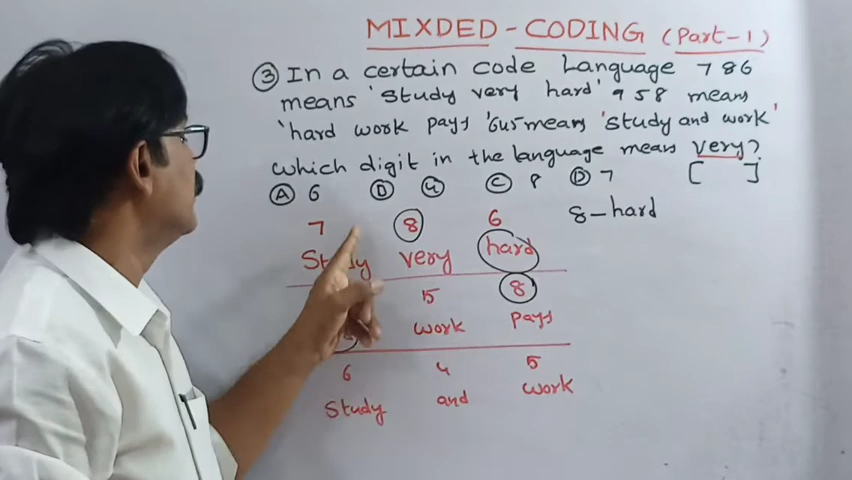 MIXDED - CODING (Part-1)
③ In a certain code Language 786
means 'Study very hard' 958 means
'hard work pays '645 means 'study and work'
which digit in the language means very?
Ⓐ 6 Ⓓ ④ Ⓒ 8 Ⓓ 7 [ ]
7 8 6 8 - hard
Study very hard
5 8
work pays
6 4 5
Study and work